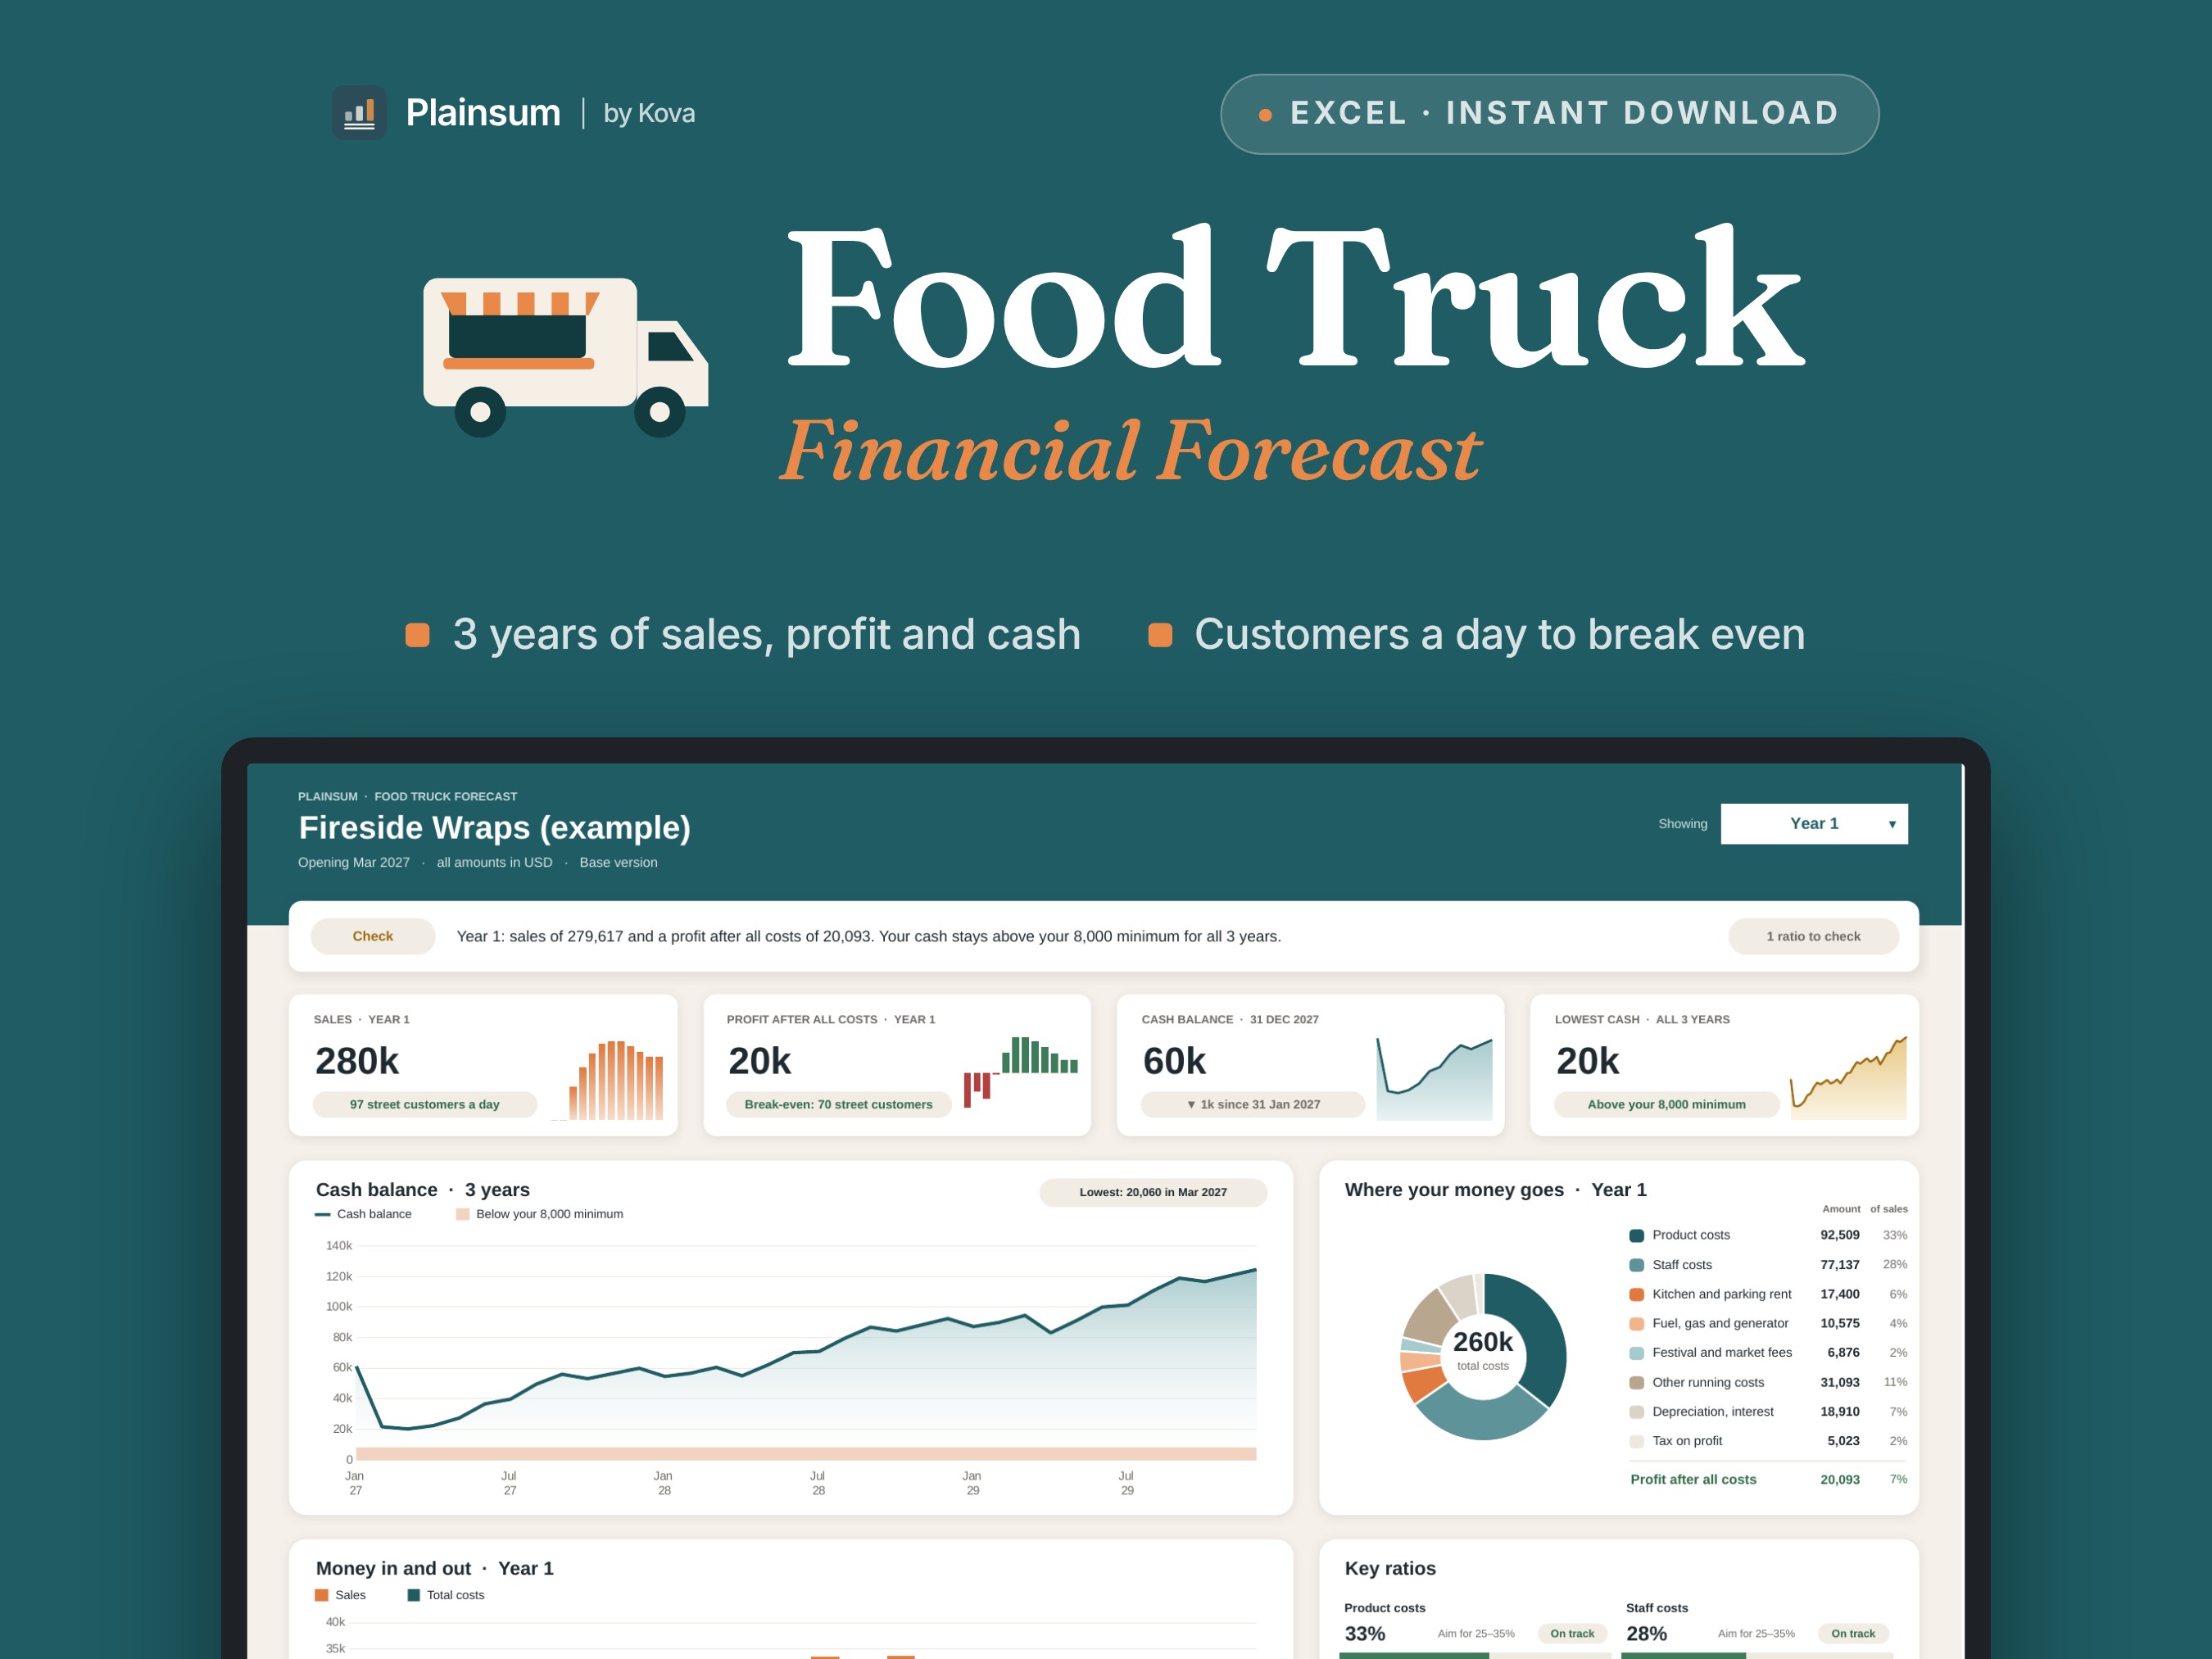 Plainsum | by Kova
• EXCEL · INSTANT DOWNLOAD
Food Truck
Financial Forecast
3 years of sales, profit and cash
Customers a day to break even
PLAINSUM · FOOD TRUCK FORECAST
Fireside Wraps (example)
Opening Mar 2027 · all amounts in USD · Base version
Showing
Year 1 ▼
Check
Year 1: sales of 279,617 and a profit after all costs of 20,093. Your cash stays above your 8,000 minimum for all 3 years.
1 ratio to check
SALES · YEAR 1
280k
97 street customers a day
PROFIT AFTER ALL COSTS · YEAR 1
20k
Break-even: 70 street customers
CASH BALANCE · 31 DEC 2027
60k
▼ 1k since 31 Jan 2027
LOWEST CASH · ALL 3 YEARS
20k
Above your 8,000 minimum
Cash balance · 3 years
Lowest: 20,060 in Mar 2027
Cash balance
Below your 8,000 minimum
140k
120k
100k
80k
60k
40k
20k
0
Jan 27
Jul 27
Jan 28
Jul 28
Jan 29
Jul 29
Where your money goes · Year 1
Amount of sales
260k
total costs
Product costs 92,509 33%
Staff costs 77,137 28%
Kitchen and parking rent 17,400 6%
Fuel, gas and generator 10,575 4%
Festival and market fees 6,876 2%
Other running costs 31,093 11%
Depreciation, interest 18,910 7%
Tax on profit 5,023 2%
Profit after all costs 20,093 7%
Money in and out · Year 1
Sales
Total costs
40k
35k
Key ratios
Product costs
33% Aim for 25–35% On track
Staff costs
28% Aim for 25–35% On track